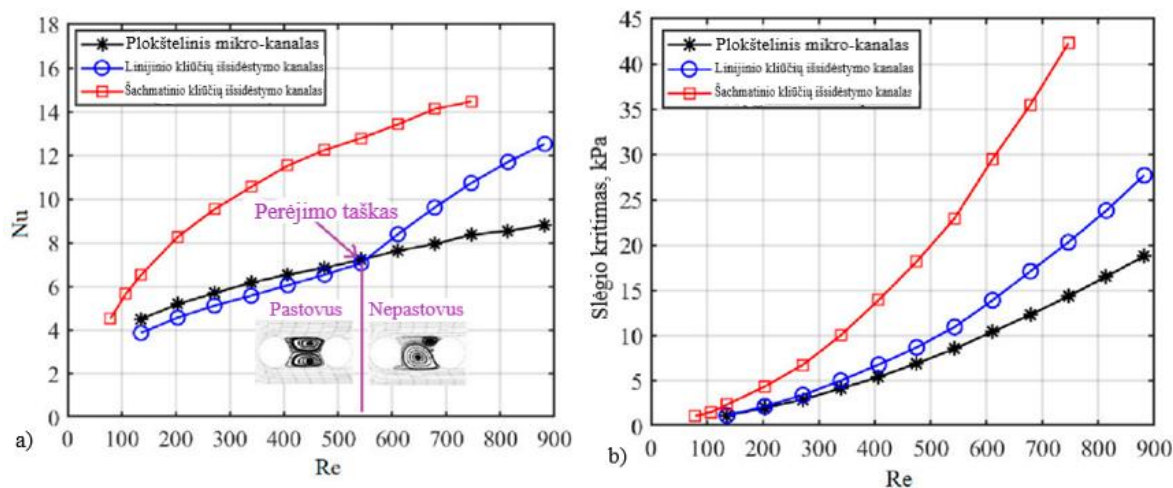 18
16
14
12
10
8
6
4
2
0
Nu
Plokštelinis mikro-kanalas
Linijinio kliūčių išsidėstymo kanalas
Šachmatinio kliūčių išsidėstymo kanalas
Perėjimo taškas
Pastovus
Nepastovus
0 100 200 300 400 500 600 700 800 900
Re
a)
45
40
35
30
25
20
15
10
5
0
Slėgio kritimas, kPa
Plokštelinis mikro-kanalas
Linijinio kliūčių išsidėstymo kanalas
Šachmatinio kliūčių išsidėstymo kanalas
0 100 200 300 400 500 600 700 800 900
Re
b)